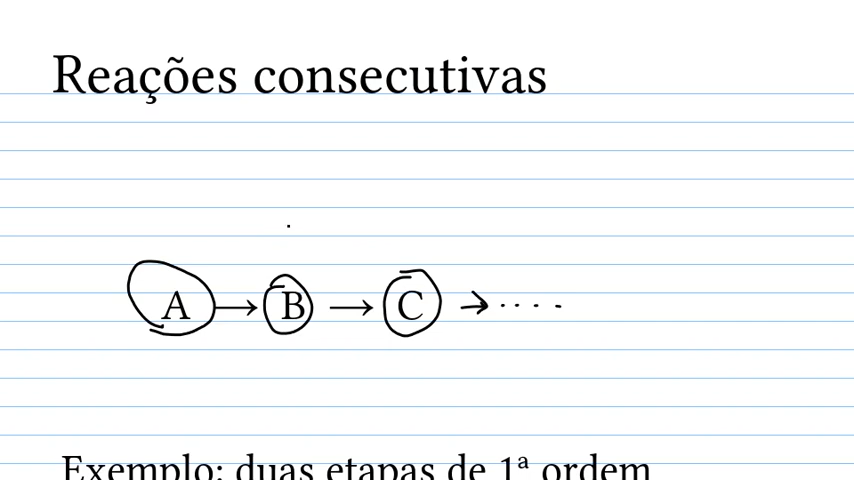 Reações consecutivas
A → B → C → ····
Exemplo: duas etapas de 1ª ordem